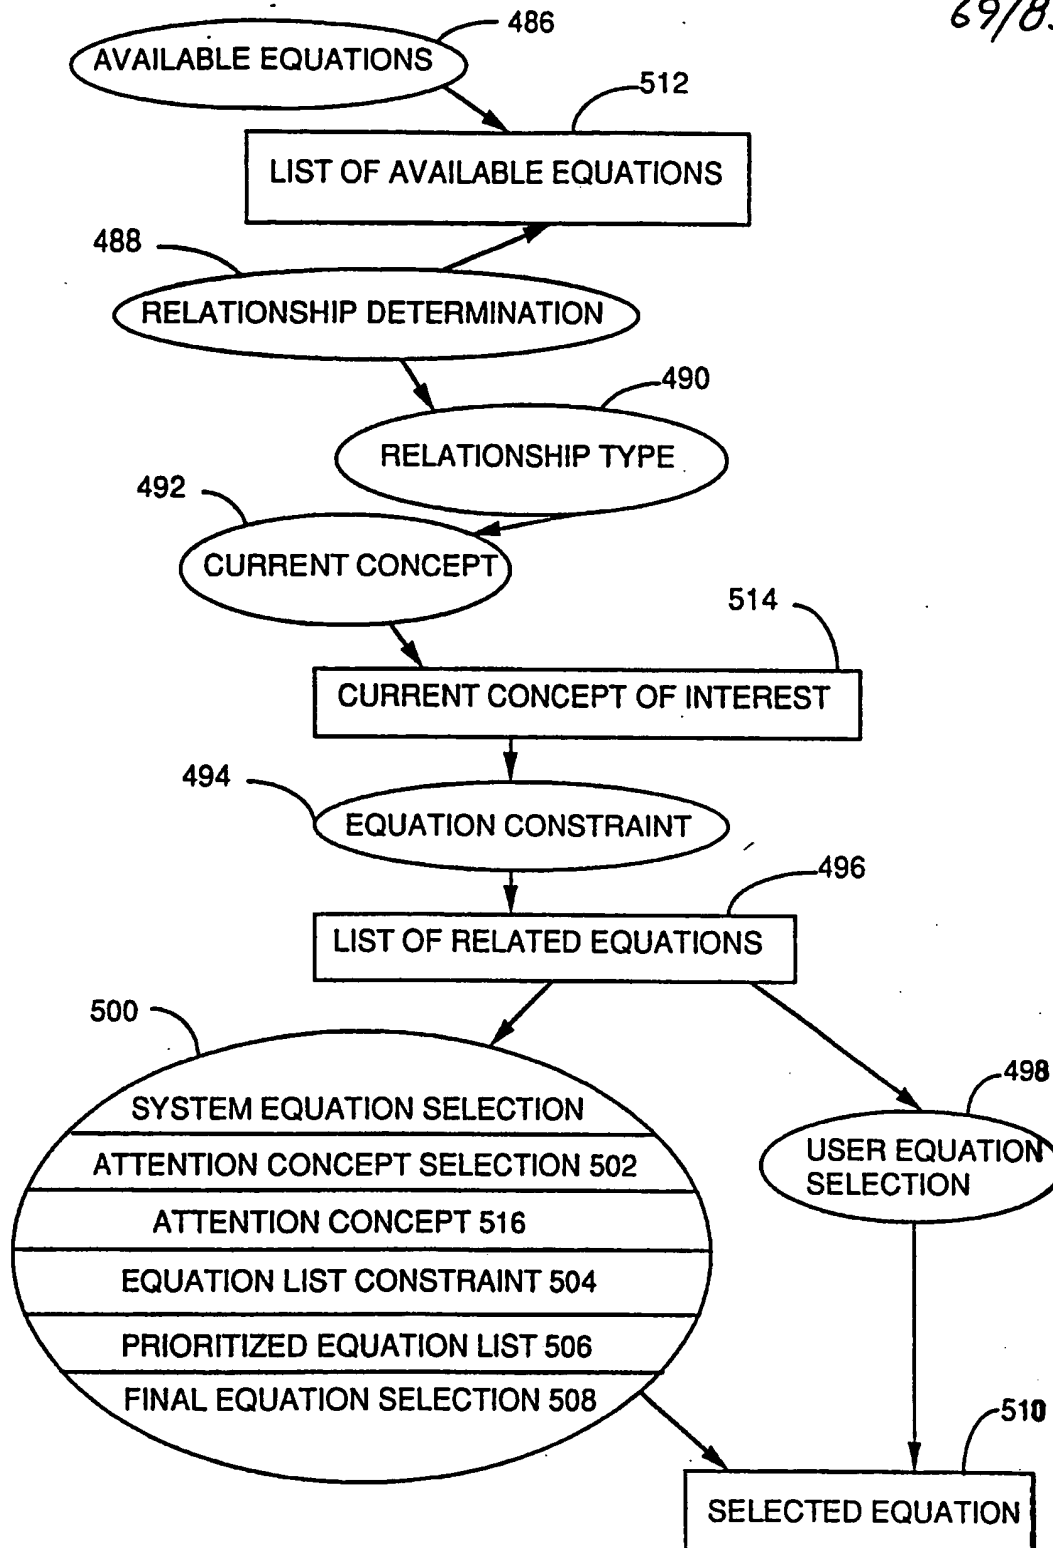 69/8
486
AVAILABLE EQUATIONS
512
LIST OF AVAILABLE EQUATIONS
488
RELATIONSHIP DETERMINATION
490
RELATIONSHIP TYPE
492
CURRENT CONCEPT
514
CURRENT CONCEPT OF INTEREST
494
EQUATION CONSTRAINT
496
LIST OF RELATED EQUATIONS
500
SYSTEM EQUATION SELECTION
ATTENTION CONCEPT SELECTION 502
ATTENTION CONCEPT 516
EQUATION LIST CONSTRAINT 504
PRIORITIZED EQUATION LIST 506
FINAL EQUATION SELECTION 508
498
USER EQUATION
SELECTION
510
SELECTED EQUATION